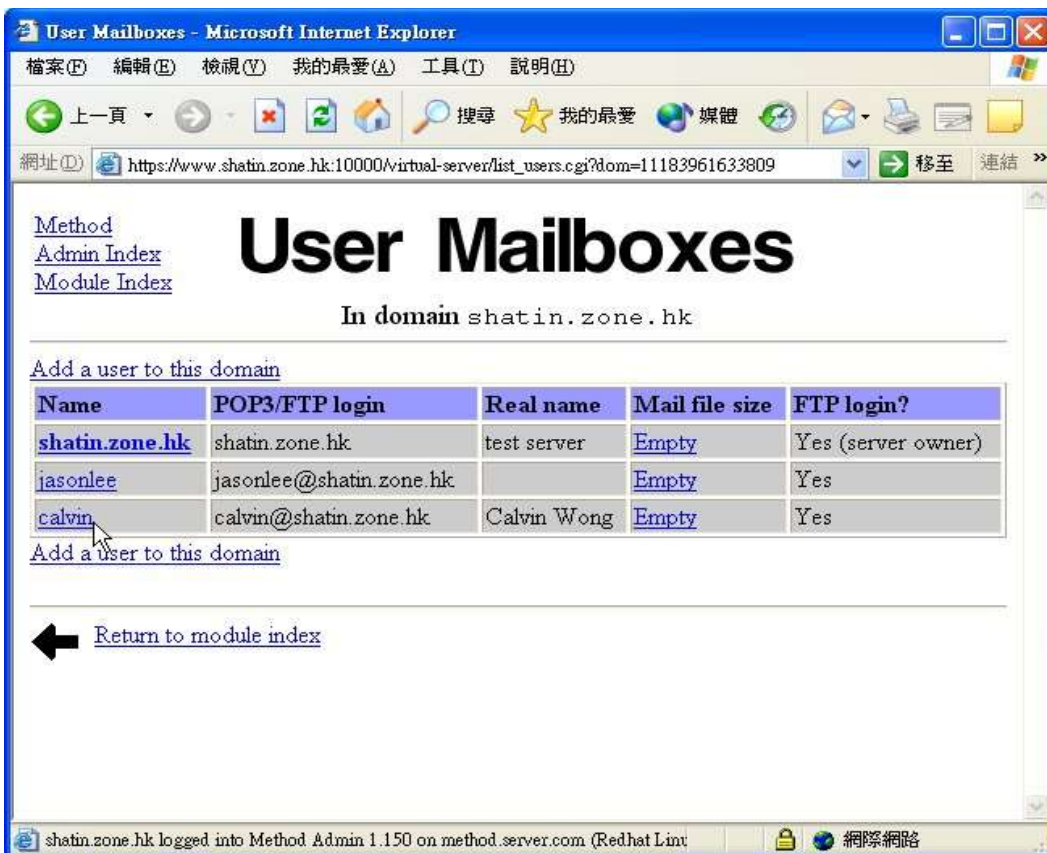 User Mailboxes - Microsoft Internet Explorer
檔案(F) 編輯(E) 檢視(V) 我的最愛(A) 工具(T) 說明(H)
上一頁 搜尋 我的最愛 媒體
網址(D) https://www.shatin.zone.hk:10000/virtual-server/list_users.cgi?dom=11183961633809 移至 連結 »
Method
Admin Index
Module Index
User Mailboxes
In domain shatin.zone.hk
Add a user to this domain
Name POP3/FTP login Real name Mail file size FTP login?
shatin.zone.hk shatin.zone.hk test server Empty Yes (server owner)
jasonlee jasonlee@shatin.zone.hk Empty Yes
calvin calvin@shatin.zone.hk Calvin Wong Empty Yes
Add a user to this domain
Return to module index
shatin.zone.hk logged into Method Admin 1.150 on method.server.com (Redhat Linu 網際網路